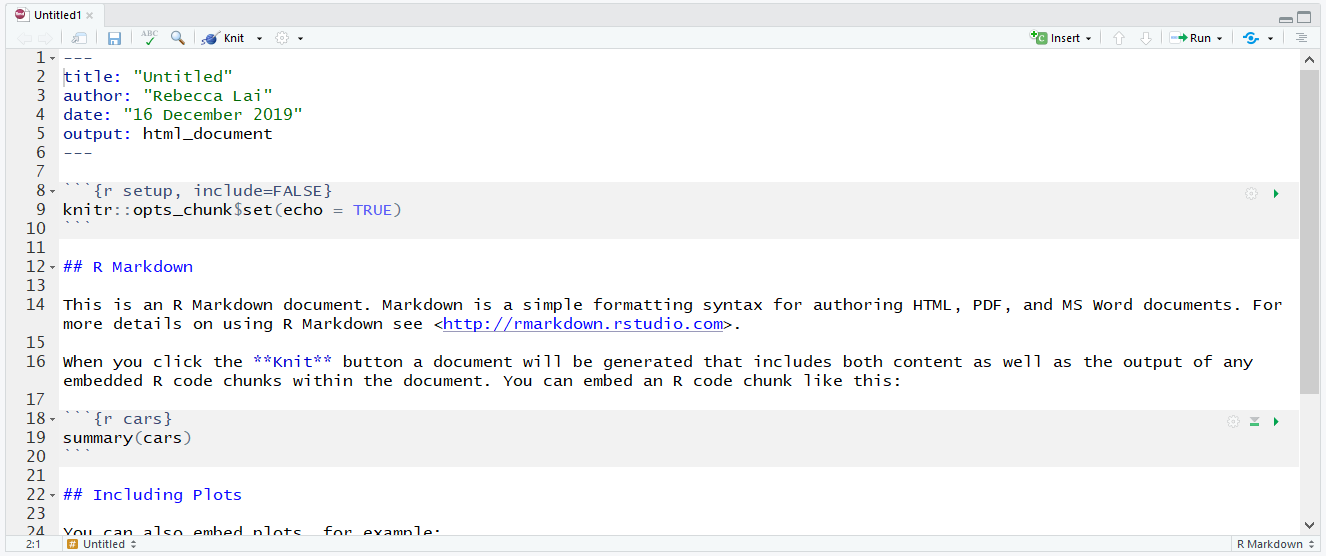 Untitled1
ABC Knit Insert Run
1 ---
2 title: "Untitled"
3 author: "Rebecca Lai"
4 date: "16 December 2019"
5 output: html_document
6 ---
7
8 ```{r setup, include=FALSE}
9 knitr::opts_chunk$set(echo = TRUE)
10 ```
11
12 ## R Markdown
13
14 This is an R Markdown document. Markdown is a simple formatting syntax for authoring HTML, PDF, and MS Word documents. For
more details on using R Markdown see <http://rmarkdown.rstudio.com>.
15
16 When you click the **Knit** button a document will be generated that includes both content as well as the output of any
embedded R code chunks within the document. You can embed an R code chunk like this:
17
18 ```{r cars}
19 summary(cars)
20 ```
21
22 ## Including Plots
23
24 You can also embed plots, for example:
2:1 # Untitled R Markdown